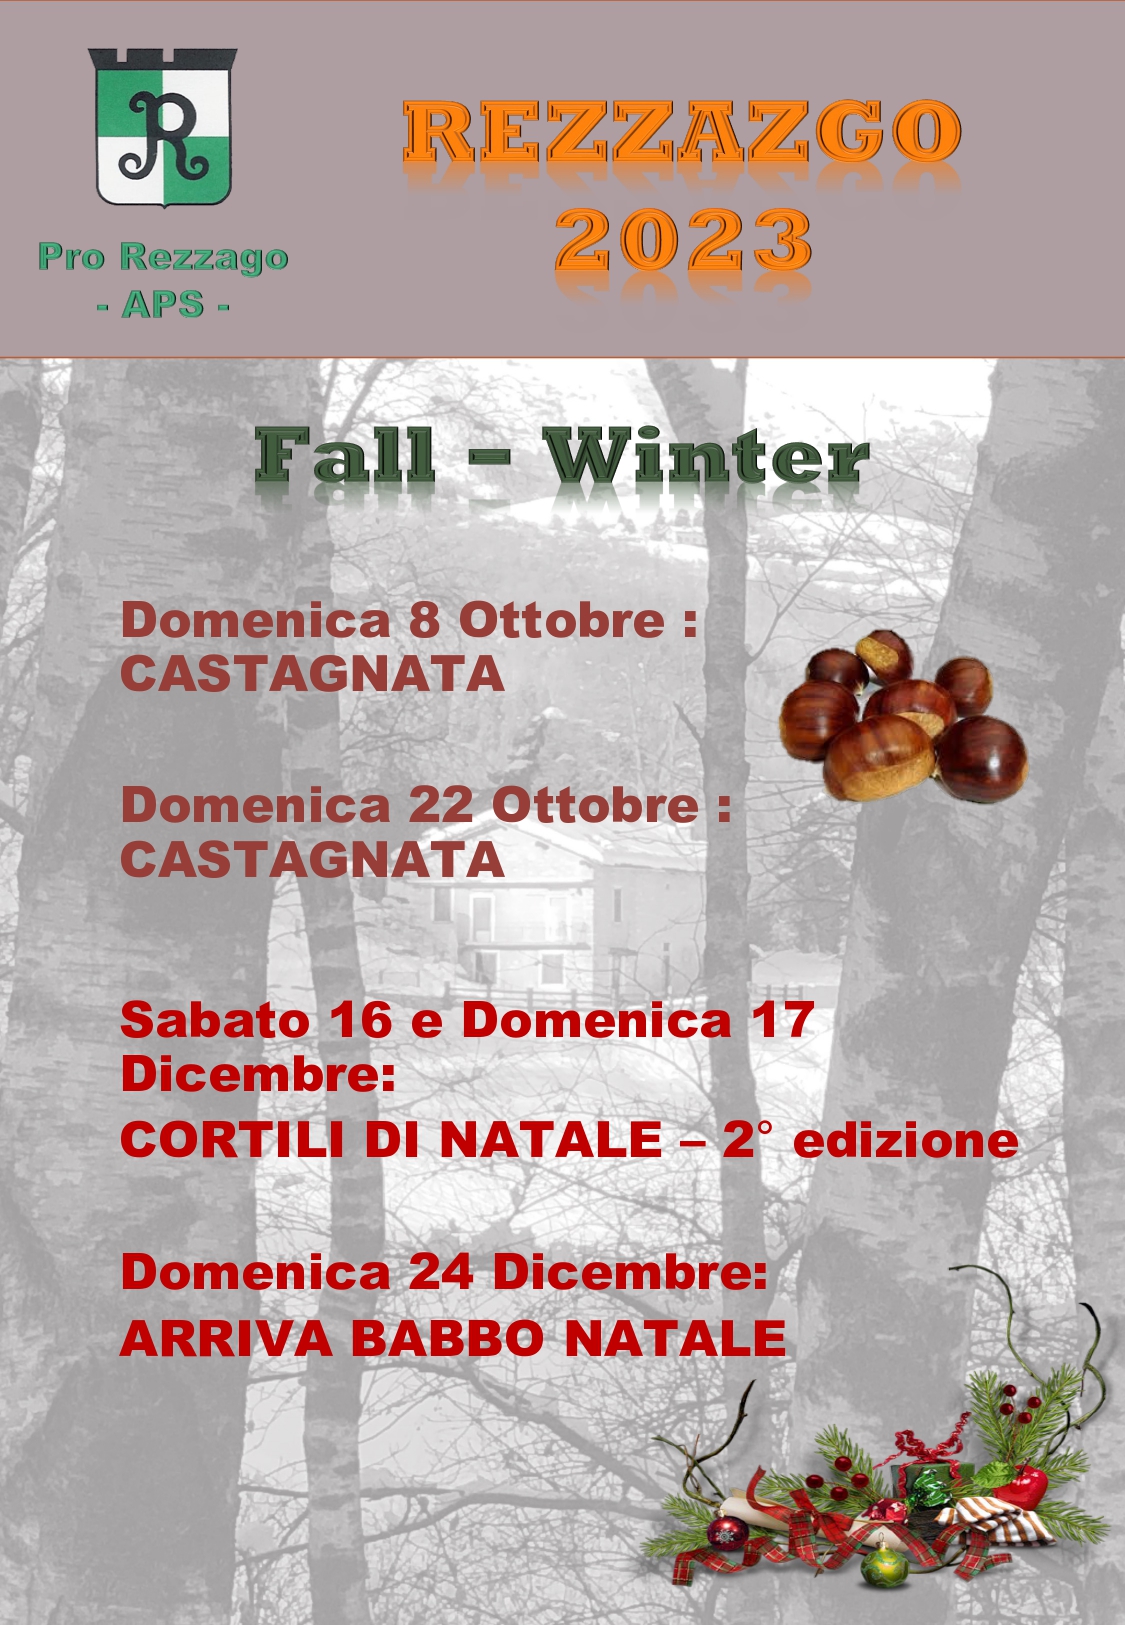 R
Pro Rezzago
- APS -
REZZAZGO
2023
Fall - Winter
Domenica 8 Ottobre :
CASTAGNATA
Domenica 22 Ottobre :
CASTAGNATA
Sabato 16 e Domenica 17
Dicembre:
CORTILI DI NATALE – 2° edizione
Domenica 24 Dicembre:
ARRIVA BABBO NATALE